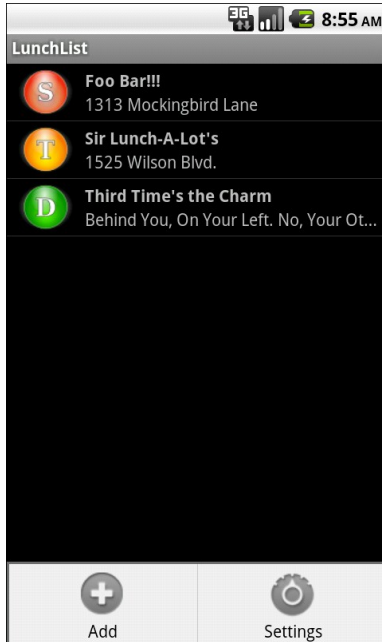 3G 8:55 AM
LunchList
S
Foo Bar!!!
1313 Mockingbird Lane
T
Sir Lunch-A-Lot's
1525 Wilson Blvd.
D
Third Time's the Charm
Behind You, On Your Left. No, Your Ot...
Add
Settings